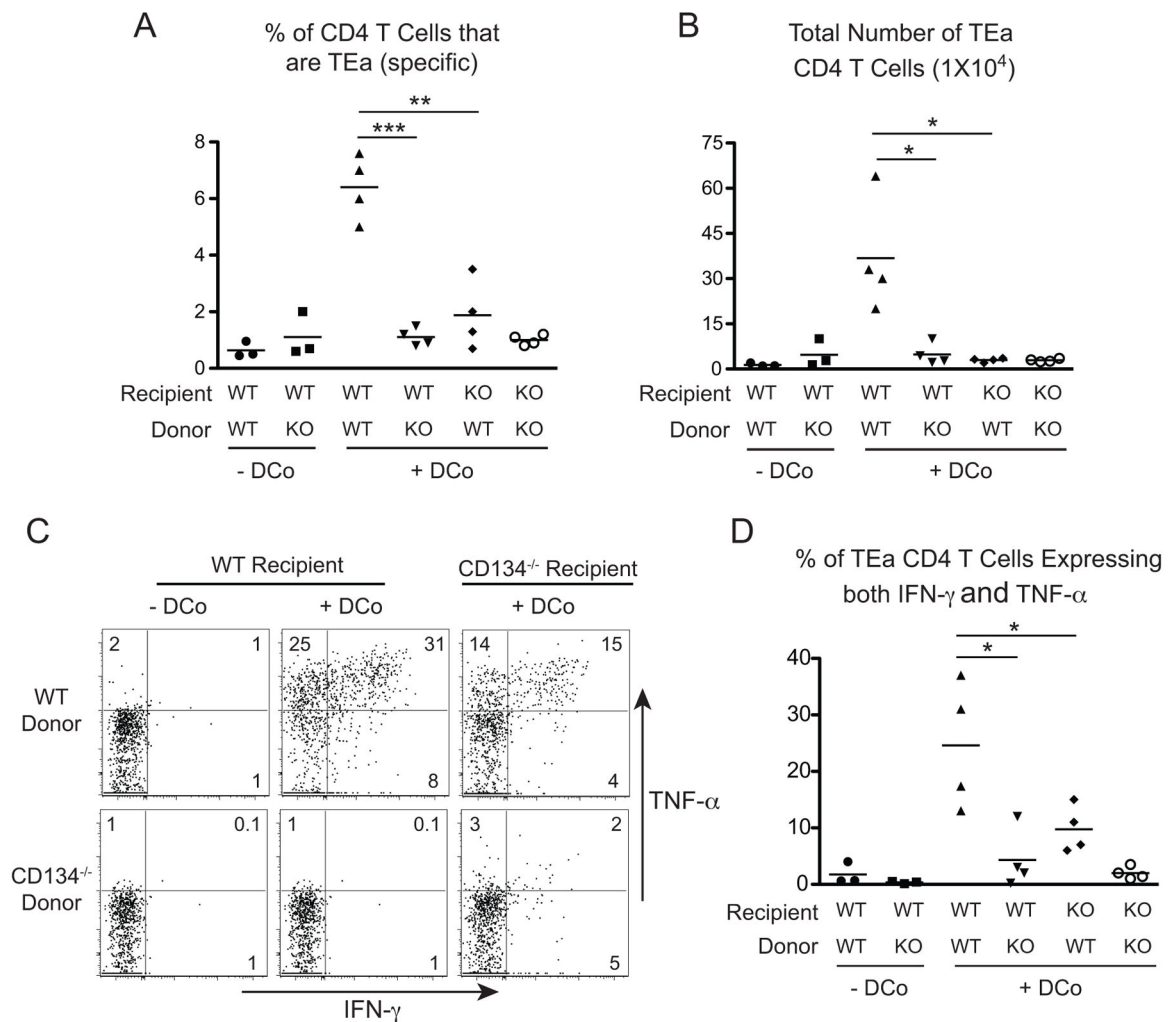 A
% of CD4 T Cells that
are TEa (specific)
**
***
8
6
4
2
0
Recipient WT WT WT WT KO KO
Donor WT KO WT KO WT KO
- DCo + DCo
B
Total Number of TEa
CD4 T Cells (1X10⁴)
*
*
75
60
45
30
15
0
Recipient WT WT WT WT KO KO
Donor WT KO WT KO WT KO
- DCo + DCo
C
WT Recipient CD134-/- Recipient
- DCo + DCo + DCo
WT
Donor
2 1 25 31 14 15
1 8 4
CD134-/-
Donor
1 0.1 1 0.1 3 2
1 1 5
TNF-α
IFN-γ
D
% of TEa CD4 T Cells Expressing
both IFN-γ and TNF-α
*
*
40
30
20
10
0
Recipient WT WT WT WT KO KO
Donor WT KO WT KO WT KO
- DCo + DCo